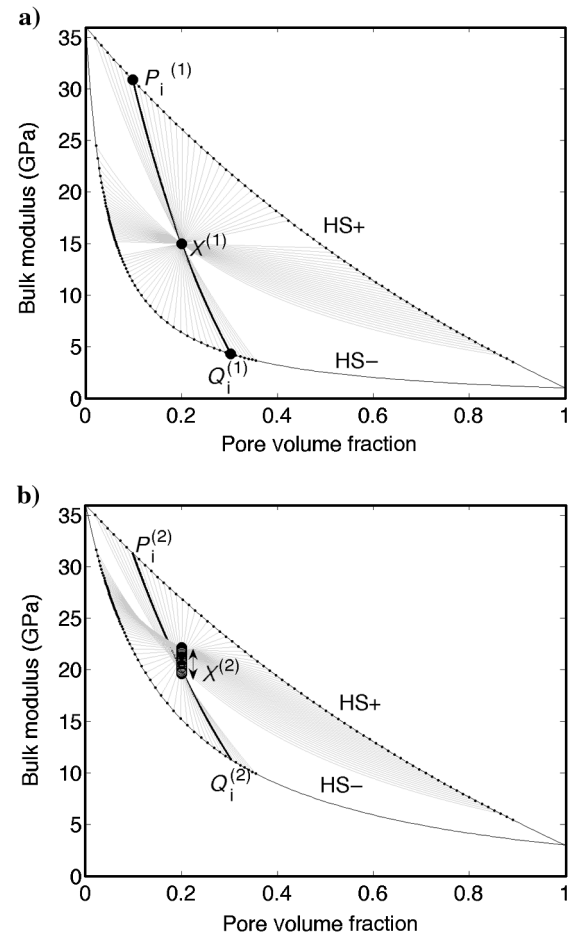 a)
35
30
25
20
15
10
5
0
Bulk modulus (GPa)
P_i^(1)
X^(1)
Q_i^(1)
HS+
HS−
0 0.2 0.4 0.6 0.8 1
Pore volume fraction
b)
35
30
25
20
15
10
5
0
Bulk modulus (GPa)
P_i^(2)
X^(2)
Q_i^(2)
HS+
HS−
0 0.2 0.4 0.6 0.8 1
Pore volume fraction